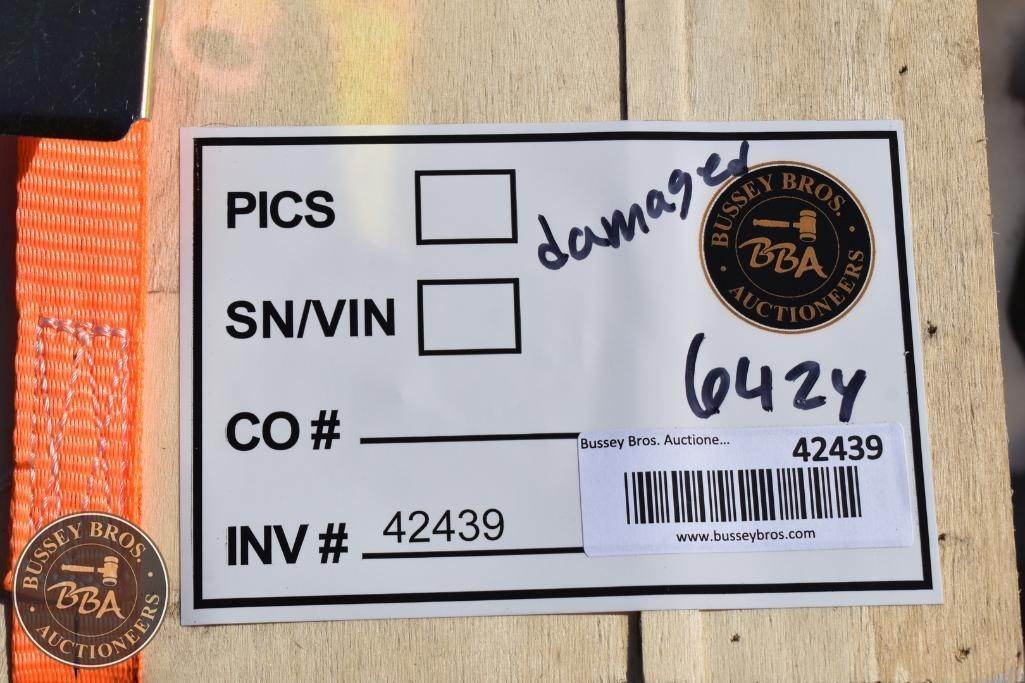 PICS
damaged
BUSSEY BROS.
BBA
AUCTIONEERS
SN/VIN
6424
CO #
Bussey Bros. Auctione...
42439
www.busseybros.com
INV # 42439
BUSSEY BROS.
BBA
AUCTIONEERS